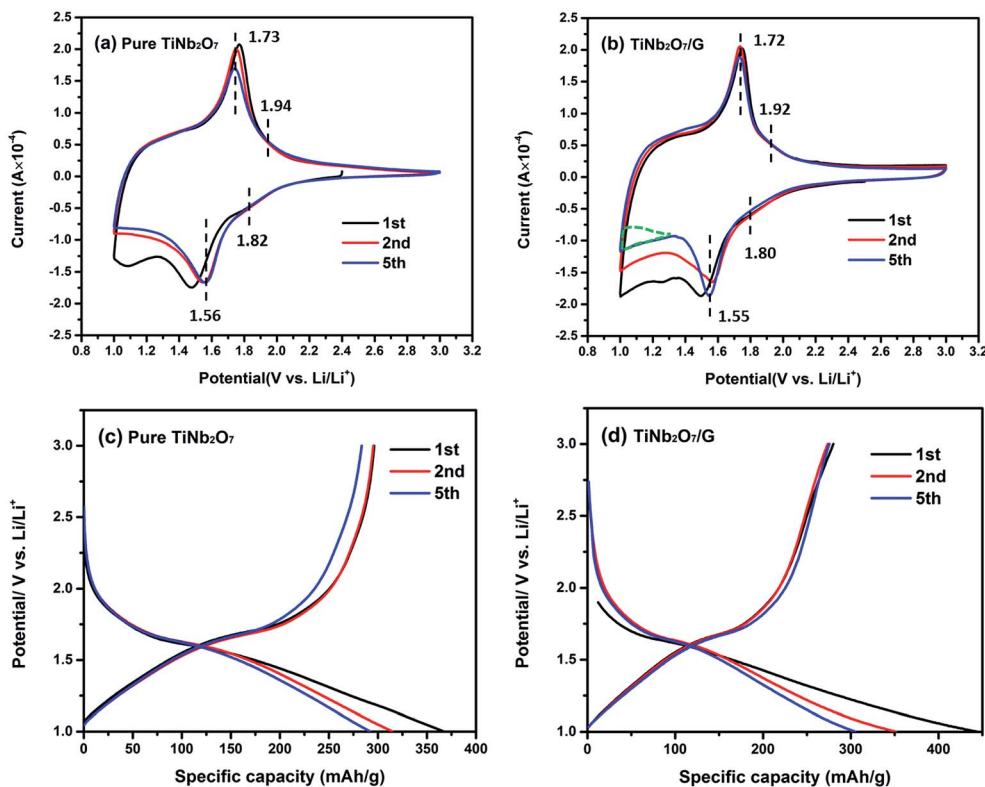 (a) Pure TiNb₂O₇
2.5
2.0
1.5
1.0
0.5
0.0
-0.5
-1.0
-1.5
-2.0
-2.5
Current (A×10⁻⁴)
1.73
1.94
1.82
1.56
1st
2nd
5th
0.8 1.0 1.2 1.4 1.6 1.8 2.0 2.2 2.4 2.6 2.8 3.0 3.2
Potential(V vs. Li/Li⁺)
(b) TiNb₂O₇/G
2.5
2.0
1.5
1.0
0.5
0.0
-0.5
-1.0
-1.5
-2.0
-2.5
Current (A×10⁻⁴)
1.72
1.92
1.80
1.55
1st
2nd
5th
0.8 1.0 1.2 1.4 1.6 1.8 2.0 2.2 2.4 2.6 2.8 3.0 3.2
Potential(V vs. Li/Li⁺)
(c) Pure TiNb₂O₇
3.0
2.5
2.0
1.5
1.0
Potential/ V vs. Li/Li⁺
1st
2nd
5th
0 50 100 150 200 250 300 350 400
Specific capacity (mAh/g)
(d) TiNb₂O₇/G
3.0
2.5
2.0
1.5
1.0
Potential/ V vs. Li/Li⁺
1st
2nd
5th
0 100 200 300 400
Specific capacity (mAh/g)